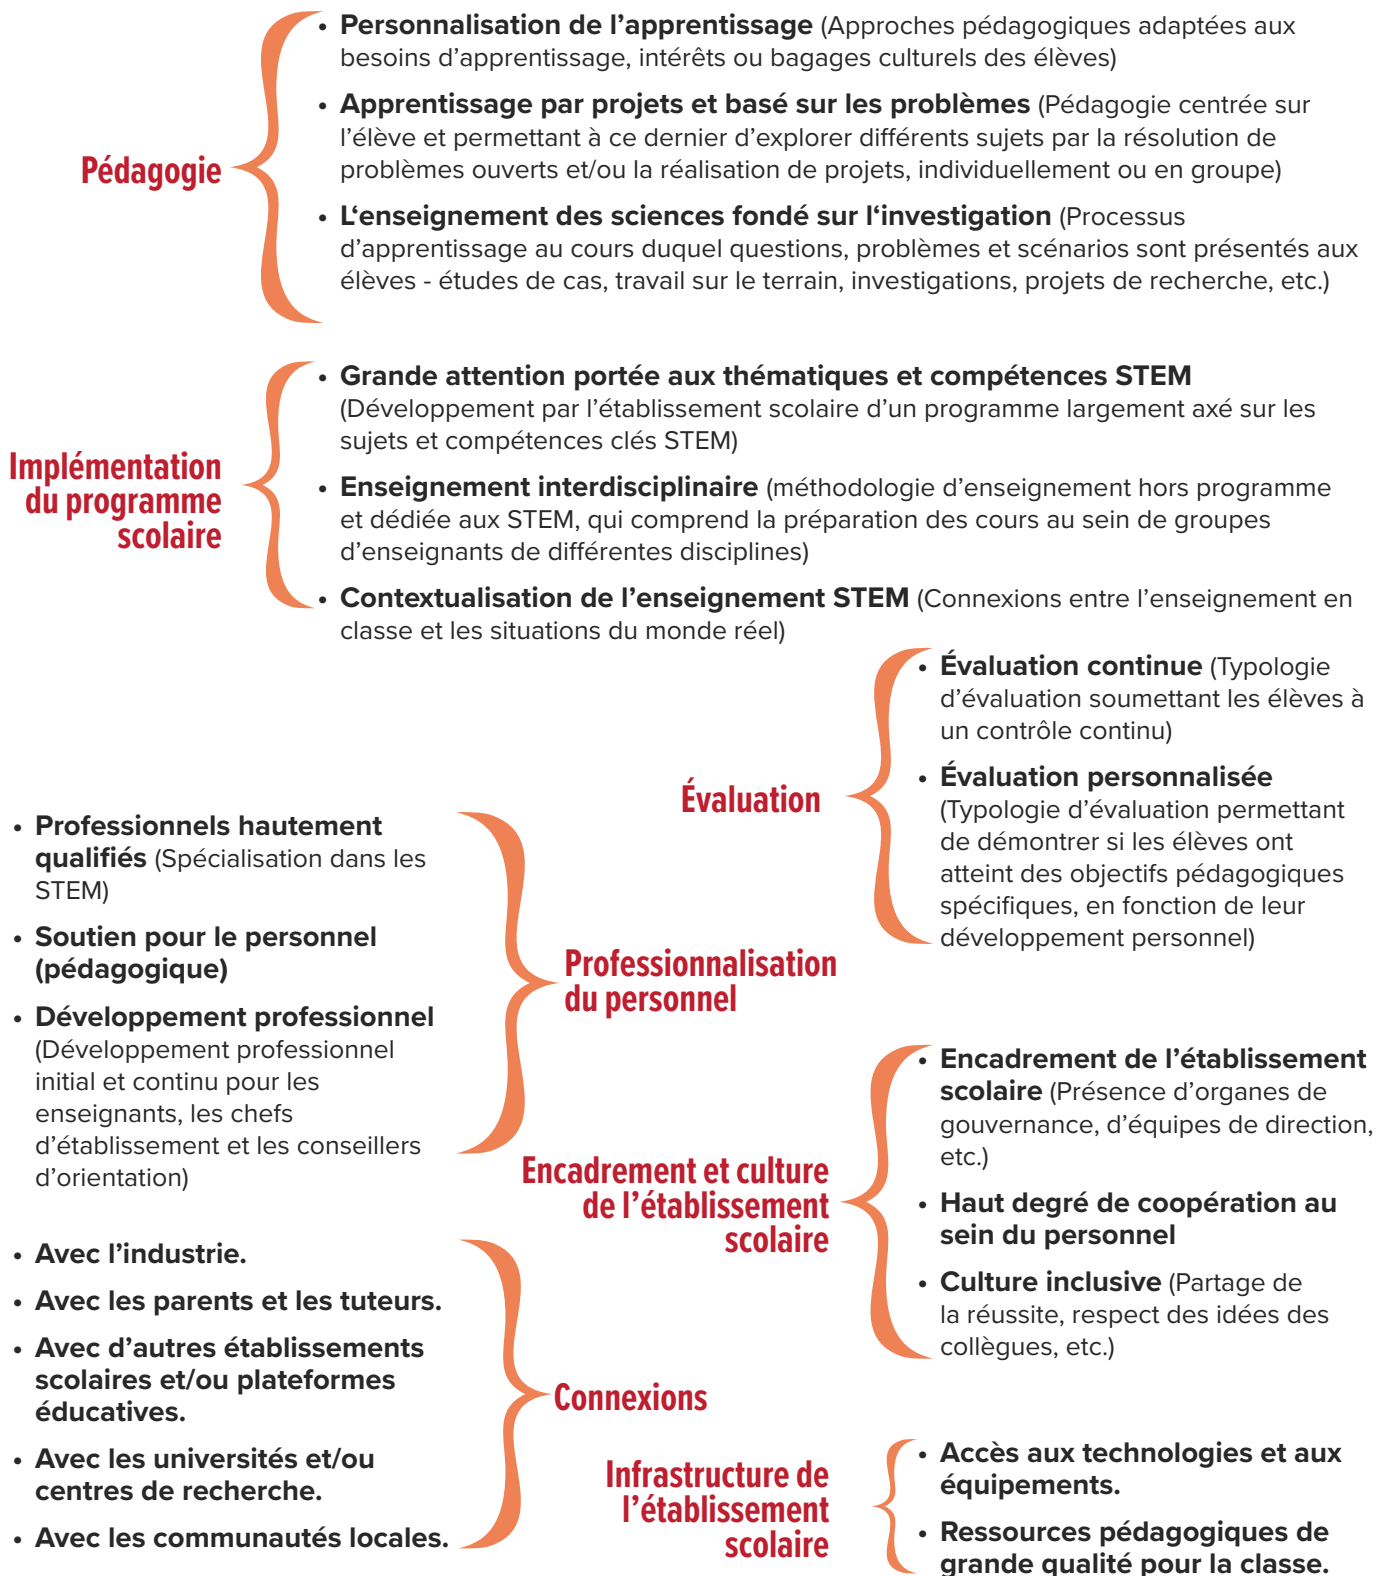 Pédagogie
• Personnalisation de l’apprentissage (Approches pédagogiques adaptées aux
besoins d’apprentissage, intérêts ou bagages culturels des élèves)
• Apprentissage par projets et basé sur les problèmes (Pédagogie centrée sur
l’élève et permettant à ce dernier d’explorer différents sujets par la résolution de
problèmes ouverts et/ou la réalisation de projets, individuellement ou en groupe)
• L‘enseignement des sciences fondé sur l‘investigation (Processus
d’apprentissage au cours duquel questions, problèmes et scénarios sont présentés aux
élèves - études de cas, travail sur le terrain, investigations, projets de recherche, etc.)
Implémentation
du programme
scolaire
• Grande attention portée aux thématiques et compétences STEM
(Développement par l’établissement scolaire d’un programme largement axé sur les
sujets et compétences clés STEM)
• Enseignement interdisciplinaire (méthodologie d’enseignement hors programme
et dédiée aux STEM, qui comprend la préparation des cours au sein de groupes
d’enseignants de différentes disciplines)
• Contextualisation de l’enseignement STEM (Connexions entre l’enseignement en
classe et les situations du monde réel)
Évaluation
• Évaluation continue (Typologie
d’évaluation soumettant les élèves à
un contrôle continu)
• Évaluation personnalisée
(Typologie d’évaluation permettant
de démontrer si les élèves ont
atteint des objectifs pédagogiques
spécifiques, en fonction de leur
développement personnel)
• Professionnels hautement
qualifiés (Spécialisation dans les
STEM)
• Soutien pour le personnel
(pédagogique)
• Développement professionnel
(Développement professionnel
initial et continu pour les
enseignants, les chefs
d’établissement et les conseillers
d’orientation)
Professionnalisation
du personnel
Encadrement et culture
de l’établissement
scolaire
• Encadrement de l’établissement
scolaire (Présence d’organes de
gouvernance, d’équipes de direction,
etc.)
• Haut degré de coopération au
sein du personnel
• Culture inclusive (Partage de
la réussite, respect des idées des
collègues, etc.)
• Avec l’industrie.
• Avec les parents et les tuteurs.
• Avec d’autres établissements
scolaires et/ou plateformes
éducatives.
• Avec les universités et/ou
centres de recherche.
• Avec les communautés locales.
Connexions
Infrastructure de
l’établissement
scolaire
• Accès aux technologies et aux
équipements.
• Ressources pédagogiques de
grande qualité pour la classe.